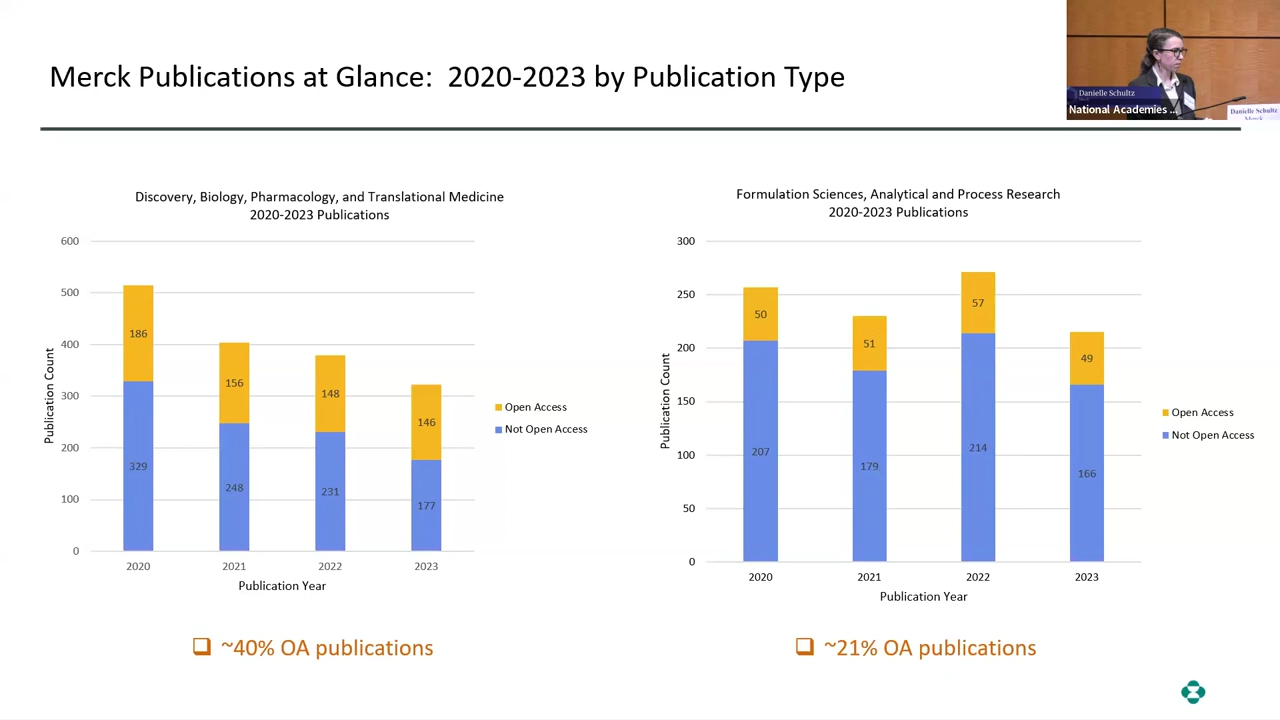 Merck Publications at Glance: 2020-2023 by Publication Type
Danielle Schultz
National Academies ...
Danielle Schultz
Merck
Discovery, Biology, Pharmacology, and Translational Medicine
2020-2023 Publications
600
500
400
300
200
100
0
Publication Count
186
329
156
248
148
231
146
177
2020
2021
2022
2023
Publication Year
Open Access
Not Open Access
~40% OA publications
Formulation Sciences, Analytical and Process Research
2020-2023 Publications
300
250
200
150
100
50
0
Publication Count
50
207
51
179
57
214
49
166
2020
2021
2022
2023
Publication Year
Open Access
Not Open Access
~21% OA publications